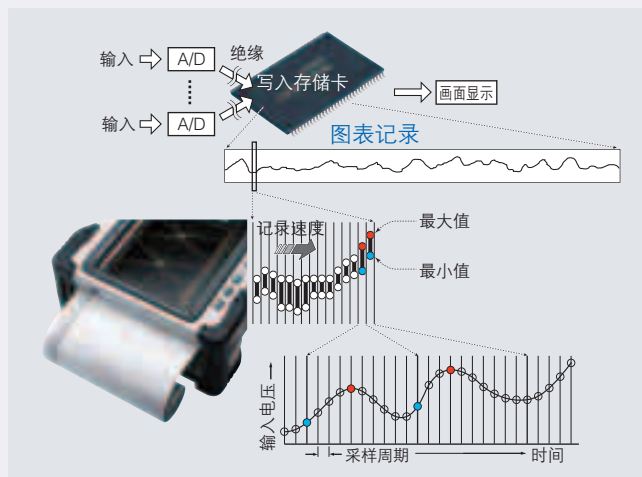 输入
A/D
绝缘
写入存储卡
画面显示
输入
A/D
图表记录
记录速度
最大值
最小值
输入电压
采样周期
时间